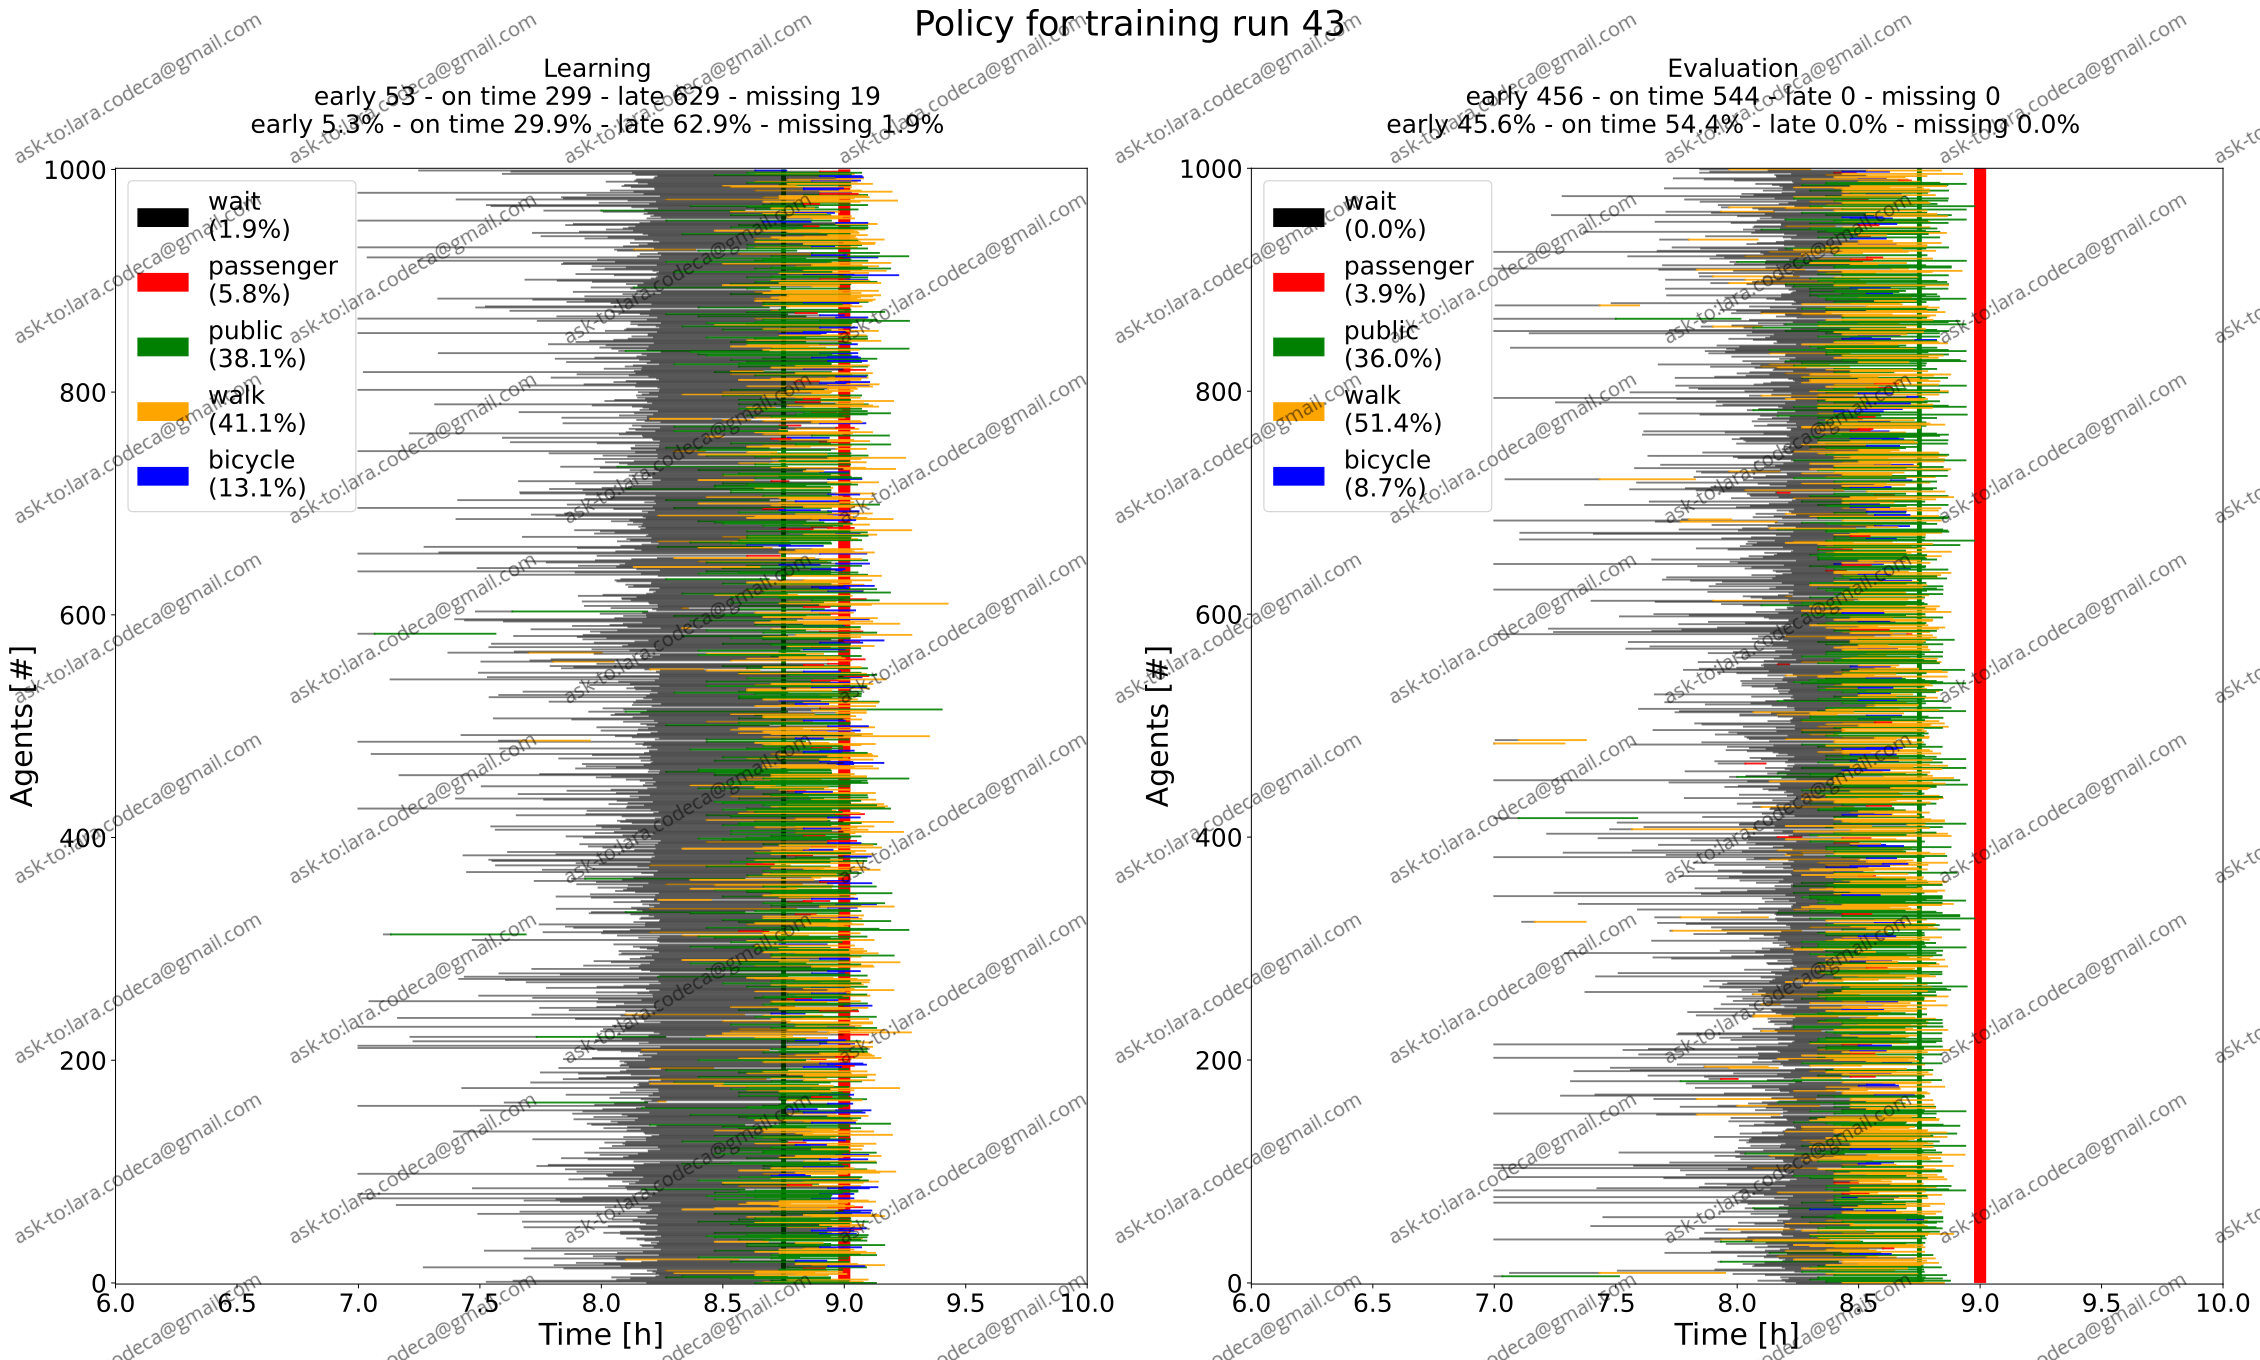 Policy for training run 43
Learning
early 53 - on time 299 - late 629 - missing 19
early 5.3% - on time 29.9% - late 62.9% - missing 1.9%
1000
800
600
400
200
0
Agents [#]
wait
(1.9%)
passenger
(5.8%)
public
(38.1%)
walk
(41.1%)
bicycle
(13.1%)
6.0 6.5 7.0 7.5 8.0 8.5 9.0 9.5 10.0
Time [h]
Evaluation
early 456 - on time 544 - late 0 - missing 0
early 45.6% - on time 54.4% - late 0.0% - missing 0.0%
1000
800
600
400
200
0
Agents [#]
wait
(0.0%)
passenger
(3.9%)
public
(36.0%)
walk
(51.4%)
bicycle
(8.7%)
6.0 6.5 7.0 7.5 8.0 8.5 9.0 9.5 10.0
Time [h]
ask-to:lara.codeca@gmail.com